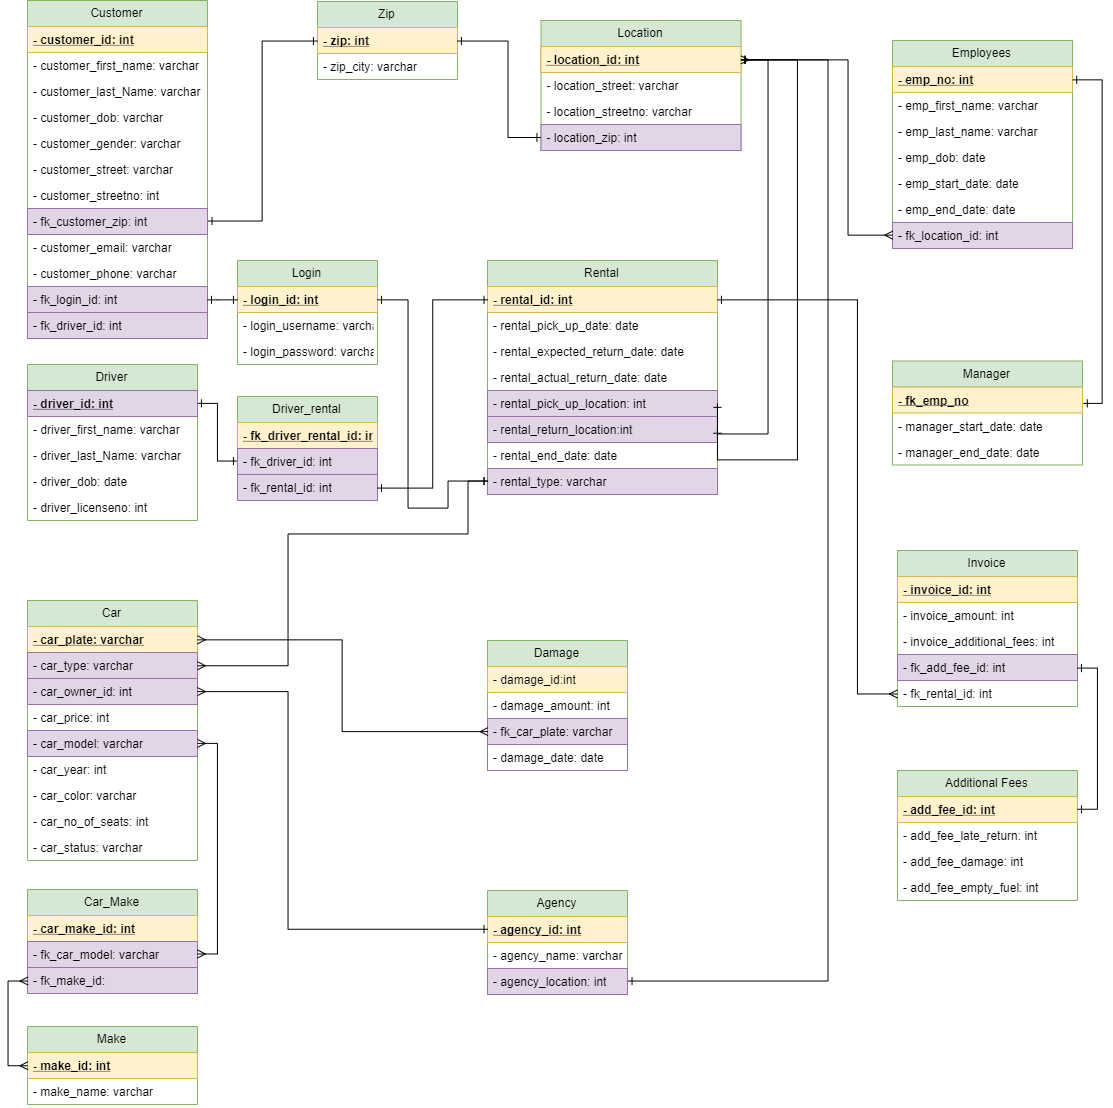 Customer
- customer_id: int
- customer_first_name: varchar
- customer_last_Name: varchar
- customer_dob: varchar
- customer_gender: varchar
- customer_street: varchar
- customer_streetno: int
- fk_customer_zip: int
- customer_email: varchar
- customer_phone: varchar
- fk_login_id: int
- fk_driver_id: int
Zip
- zip: int
- zip_city: varchar
Location
- location_id: int
- location_street: varchar
- location_streetno: varchar
- location_zip: int
Employees
- emp_no: int
- emp_first_name: varchar
- emp_last_name: varchar
- emp_dob: date
- emp_start_date: date
- emp_end_date: date
- fk_location_id: int
Login
- login_id: int
- login_username: varcha
- login_password: varcha
Rental
- rental_id: int
- rental_pick_up_date: date
- rental_expected_return_date: date
- rental_actual_return_date: date
- rental_pick_up_location: int
- rental_return_location:int
- rental_end_date: date
- rental_type: varchar
Driver
- driver_id: int
- driver_first_name: varchar
- driver_last_Name: varchar
- driver_dob: date
- driver_licenseno: int
Driver_rental
- fk_driver_rental_id: in
- fk_driver_id: int
- fk_rental_id: int
Manager
- fk_emp_no
- manager_start_date: date
- manager_end_date: date
Invoice
- invoice_id: int
- invoice_amount: int
- invoice_additional_fees: int
- fk_add_fee_id: int
- fk_rental_id: int
Car
- car_plate: varchar
- car_type: varchar
- car_owner_id: int
- car_price: int
- car_model: varchar
- car_year: int
- car_color: varchar
- car_no_of_seats: int
- car_status: varchar
Damage
- damage_id:int
- damage_amount: int
- fk_car_plate: varchar
- damage_date: date
Additional Fees
- add_fee_id: int
- add_fee_late_return: int
- add_fee_damage: int
- add_fee_empty_fuel: int
Car_Make
- car_make_id: int
- fk_car_model: varchar
- fk_make_id:
Agency
- agency_id: int
- agency_name: varchar
- agency_location: int
Make
- make_id: int
- make_name: varchar